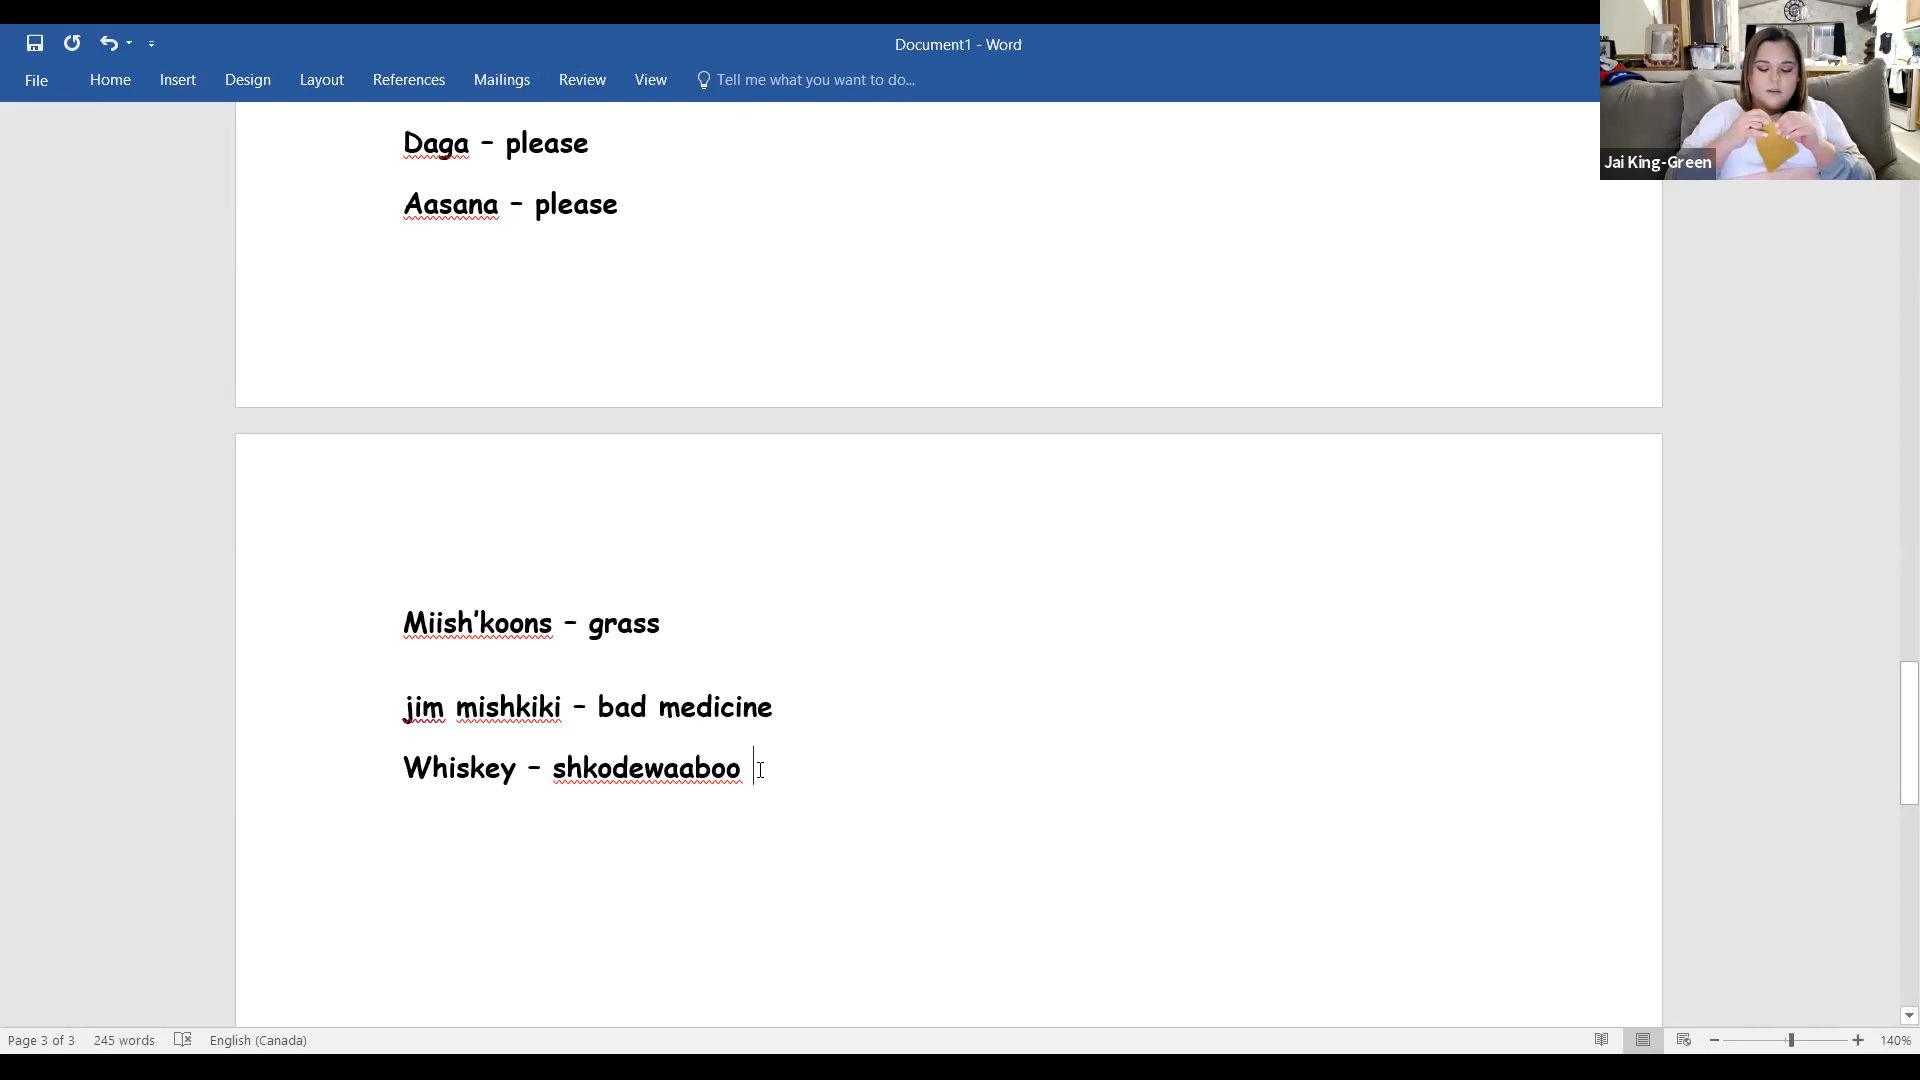 Document1 - Word
File Home Insert Design Layout References Mailings Review View Tell me what you want to do...
Jai King-Green
Daga – please
Aasana – please
Miish'koons – grass
jim mishkiki – bad medicine
Whiskey – shkodewaaboo
Page 3 of 3 245 words English (Canada) 140%